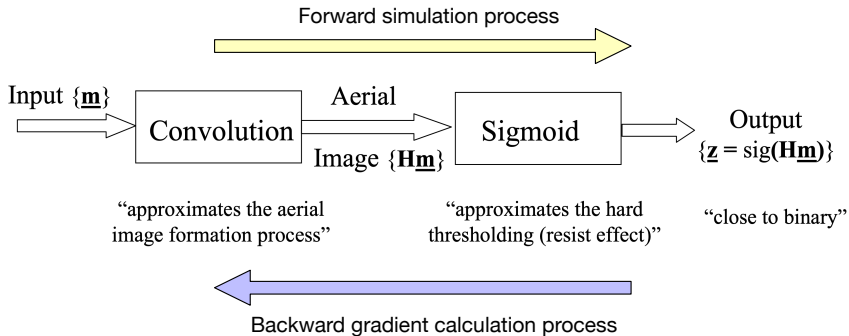 Forward simulation process
Input {m}
Convolution
Aerial
Image {Hm}
Sigmoid
Output
{z = sig(Hm)}
“approximates the aerial
image formation process”
“approximates the hard
thresholding (resist effect)”
“close to binary”
Backward gradient calculation process